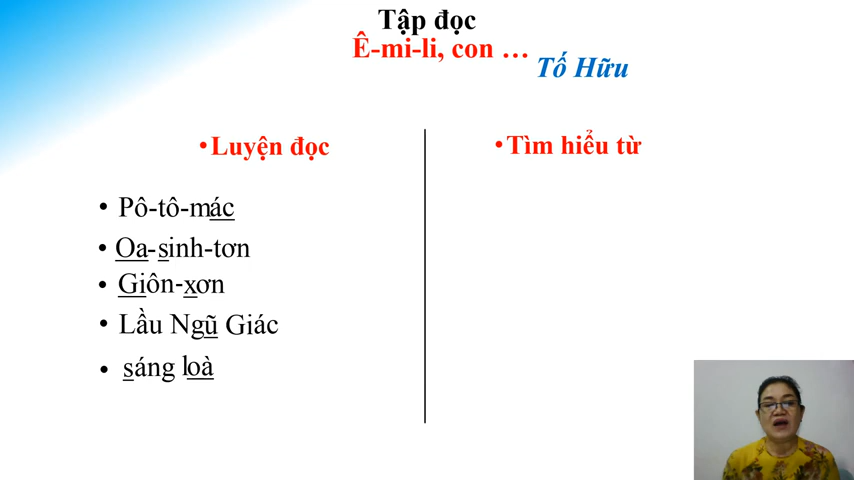 Tập đọc
Ê-mi-li, con …
Tố Hữu
•Luyện đọc
• Pô-tô-mác
• Oa-sinh-tơn
• Giôn-xơn
• Lầu Ngũ Giác
• sáng loà
•Tìm hiểu từ